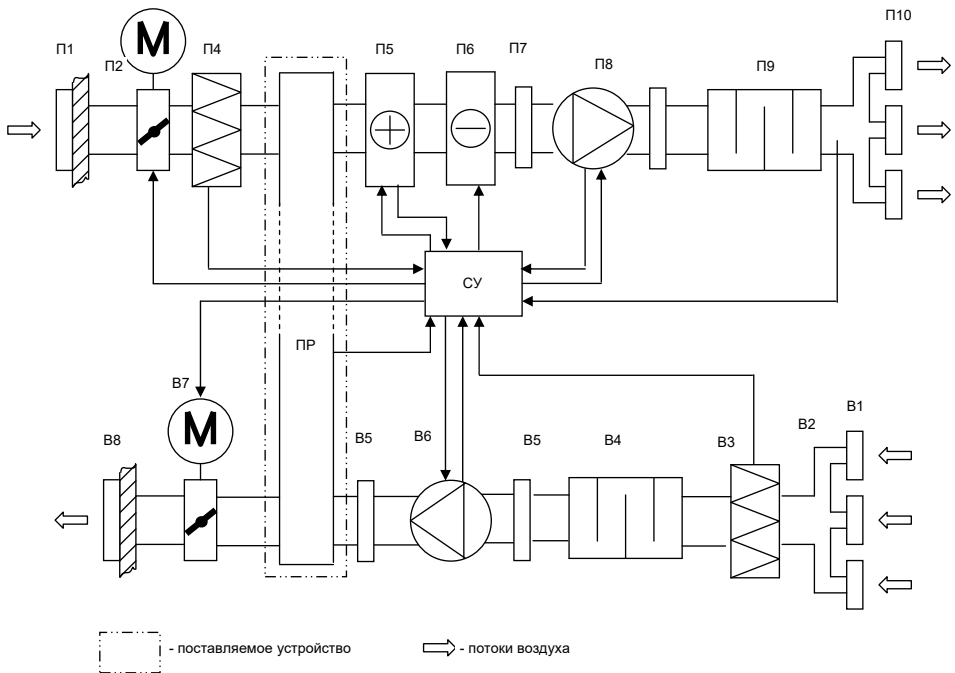 М
П1
П2
П4
П5
П6
П7
П8
П9
П10
СУ
ПР
В7
М
В8
В5
В6
В5
В4
В3
В2
В1
- поставляемое устройство
- потоки воздуха